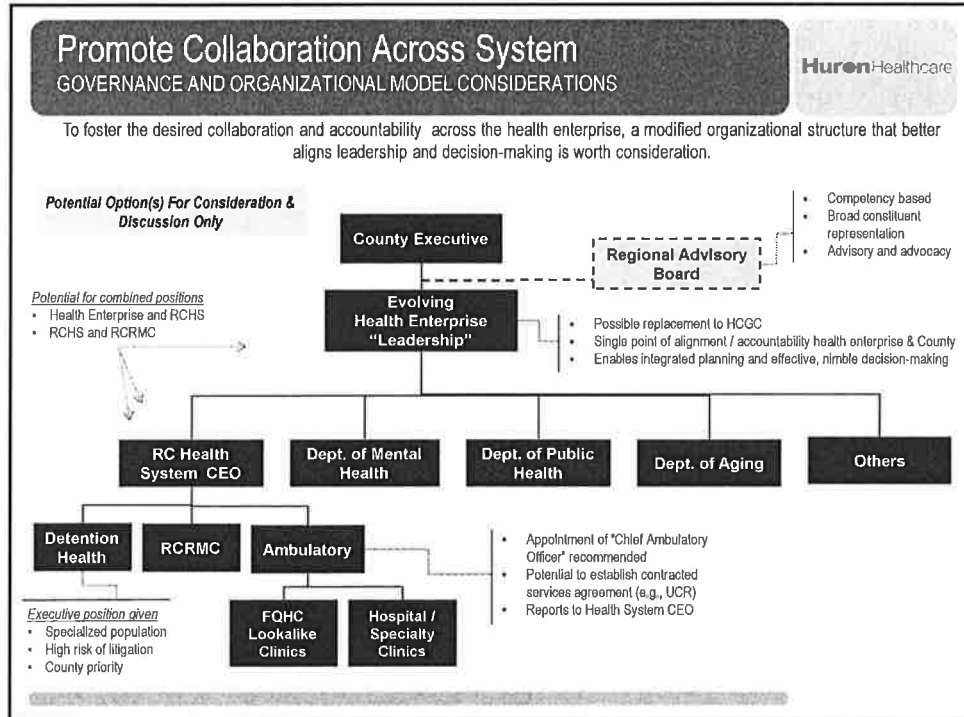 Promote Collaboration Across System
GOVERNANCE AND ORGANIZATIONAL MODEL CONSIDERATIONS
HuronHealthcare
To foster the desired collaboration and accountability across the health enterprise, a modified organizational structure that better
aligns leadership and decision-making is worth consideration.
Potential Option(s) For Consideration &
Discussion Only
County Executive
Regional Advisory
Board
• Competency based
• Broad constituent
representation
• Advisory and advocacy
Potential for combined positions
• Health Enterprise and RCHS
• RCHS and RCRMC
Evolving
Health Enterprise
"Leadership"
• Possible replacement to HCGC
• Single point of alignment / accountability health enterprise & County
• Enables integrated planning and effective, nimble decision-making
RC Health
System CEO
Dept. of Mental
Health
Dept. of Public
Health
Dept. of Aging
Others
Detention
Health
RCRMC
Ambulatory
• Appointment of "Chief Ambulatory
Officer" recommended
• Potential to establish contracted
services agreement (e.g., UCR)
• Reports to Health System CEO
Executive position given
• Specialized population
• High risk of litigation
• County priority
FQHC
Lookalike
Clinics
Hospital /
Specialty
Clinics